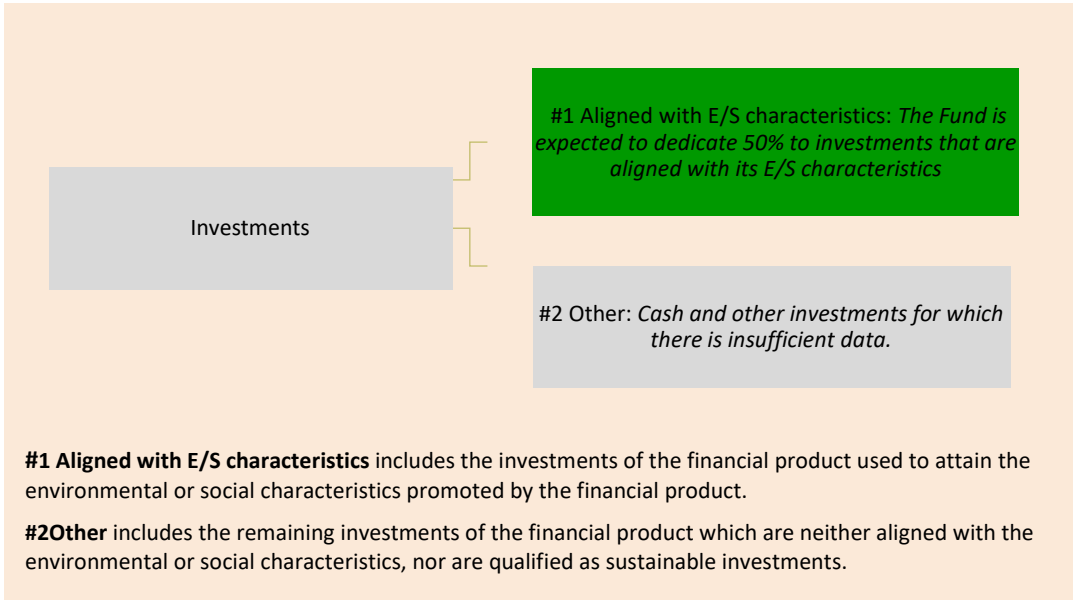 #1 Aligned with E/S characteristics: The Fund is
expected to dedicate 50% to investments that are
aligned with its E/S characteristics
Investments
#2 Other: Cash and other investments for which
there is insufficient data.
#1 Aligned with E/S characteristics includes the investments of the financial product used to attain the
environmental or social characteristics promoted by the financial product.
#2Other includes the remaining investments of the financial product which are neither aligned with the
environmental or social characteristics, nor are qualified as sustainable investments.